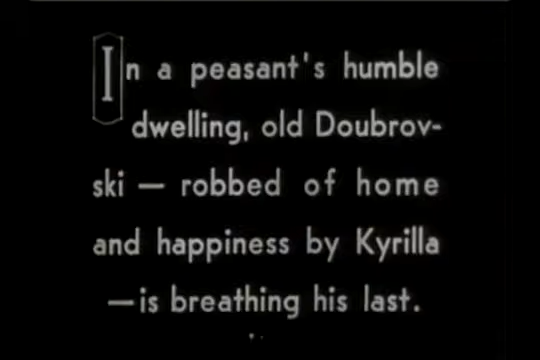 In a peasant's humble
dwelling, old Doubrov-
ski — robbed of home
and happiness by Kyrilla
— is breathing his last.